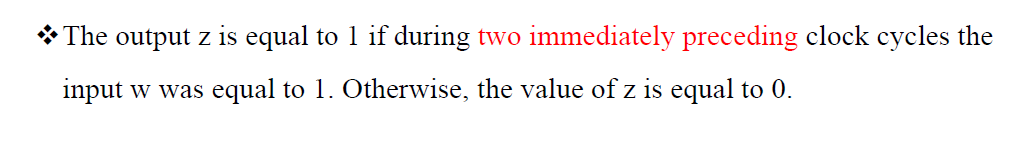 ❖ The output z is equal to 1 if during two immediately preceding clock cycles the
input w was equal to 1. Otherwise, the value of z is equal to 0.